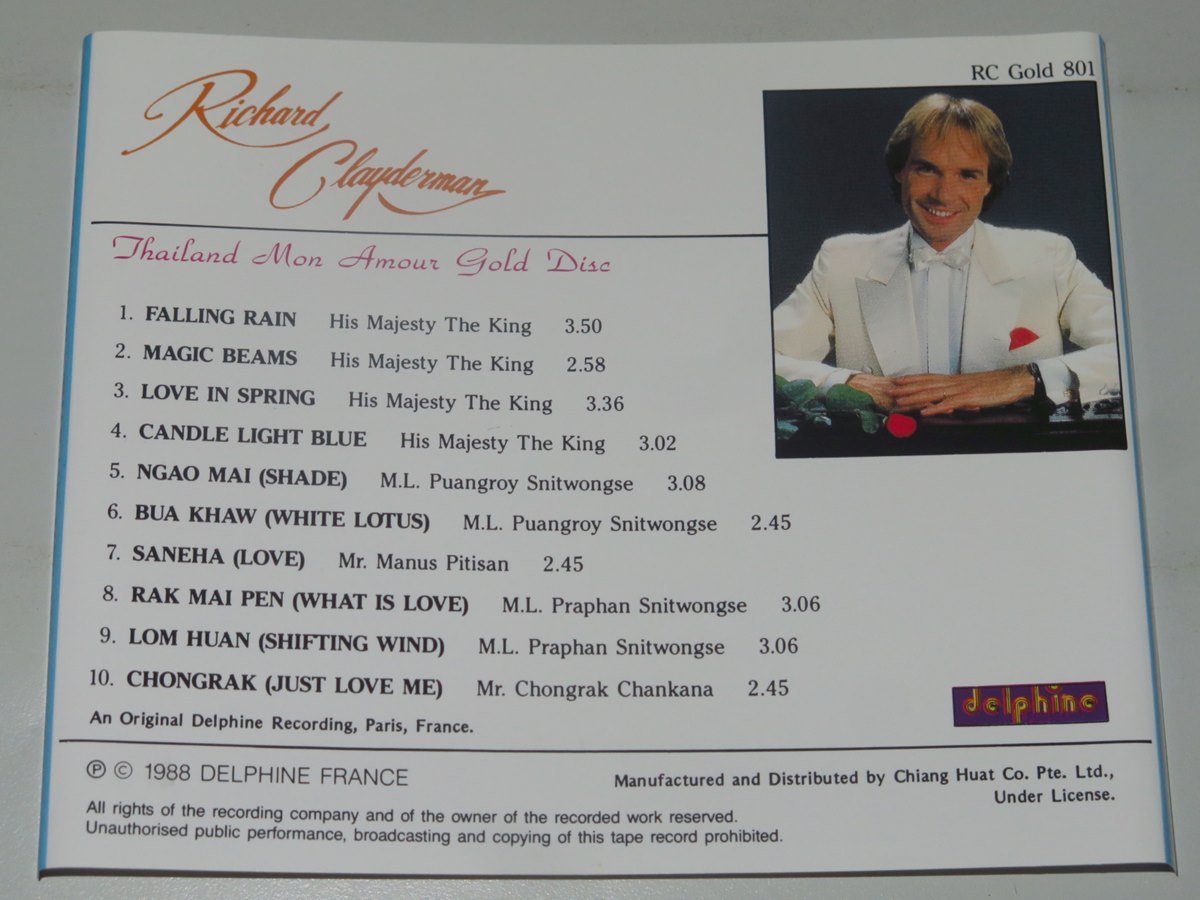 RC Gold 801
Richard
Clayderman
Thailand Mon Amour Gold Disc
1. FALLING RAIN His Majesty The King 3.50
2. MAGIC BEAMS His Majesty The King 2.58
3. LOVE IN SPRING His Majesty The King 3.36
4. CANDLE LIGHT BLUE His Majesty The King 3.02
5. NGAO MAI (SHADE) M.L. Puangroy Snitwongse 3.08
6. BUA KHAW (WHITE LOTUS) M.L. Puangroy Snitwongse 2.45
7. SANEHA (LOVE) Mr. Manus Pitisan 2.45
8. RAK MAI PEN (WHAT IS LOVE) M.L. Praphan Snitwongse 3.06
9. LOM HUAN (SHIFTING WIND) M.L. Praphan Snitwongse 3.06
10. CHONGRAK (JUST LOVE ME) Mr. Chongrak Chankana 2.45
An Original Delphine Recording, Paris, France.
delphine
℗ © 1988 DELPHINE FRANCE
Manufactured and Distributed by Chiang Huat Co. Pte. Ltd.,
Under License.
All rights of the recording company and of the owner of the recorded work reserved.
Unauthorised public performance, broadcasting and copying of this tape record prohibited.